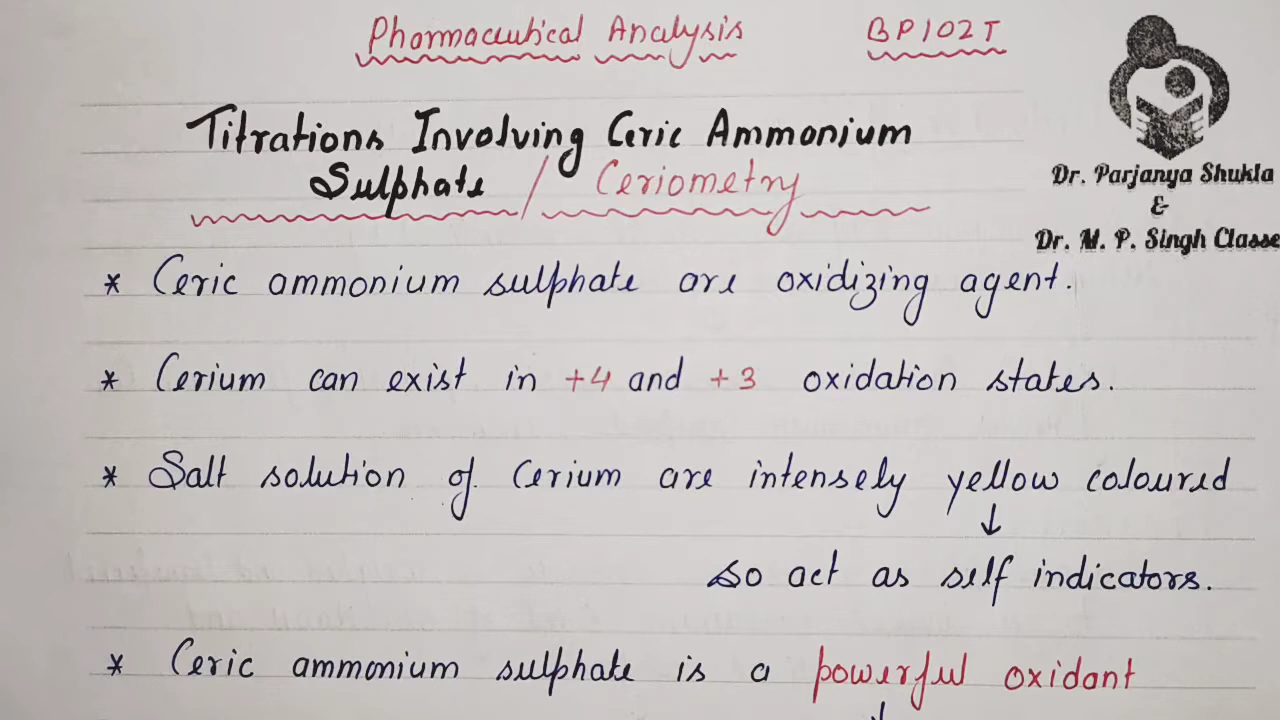 Pharmaceutical Analysis BP102T
Titrations Involving Ceric Ammonium
Sulphate / Ceriometry
Dr. Parjanya Shukla
&
Dr. M. P. Singh Classe
* Ceric ammonium sulphate are oxidizing agent.
* Cerium can exist in +4 and +3 oxidation states.
* Salt solution of Cerium are intensely yellow coloured
↓
so act as self indicators.
* Ceric ammonium sulphate is a powerful oxidant